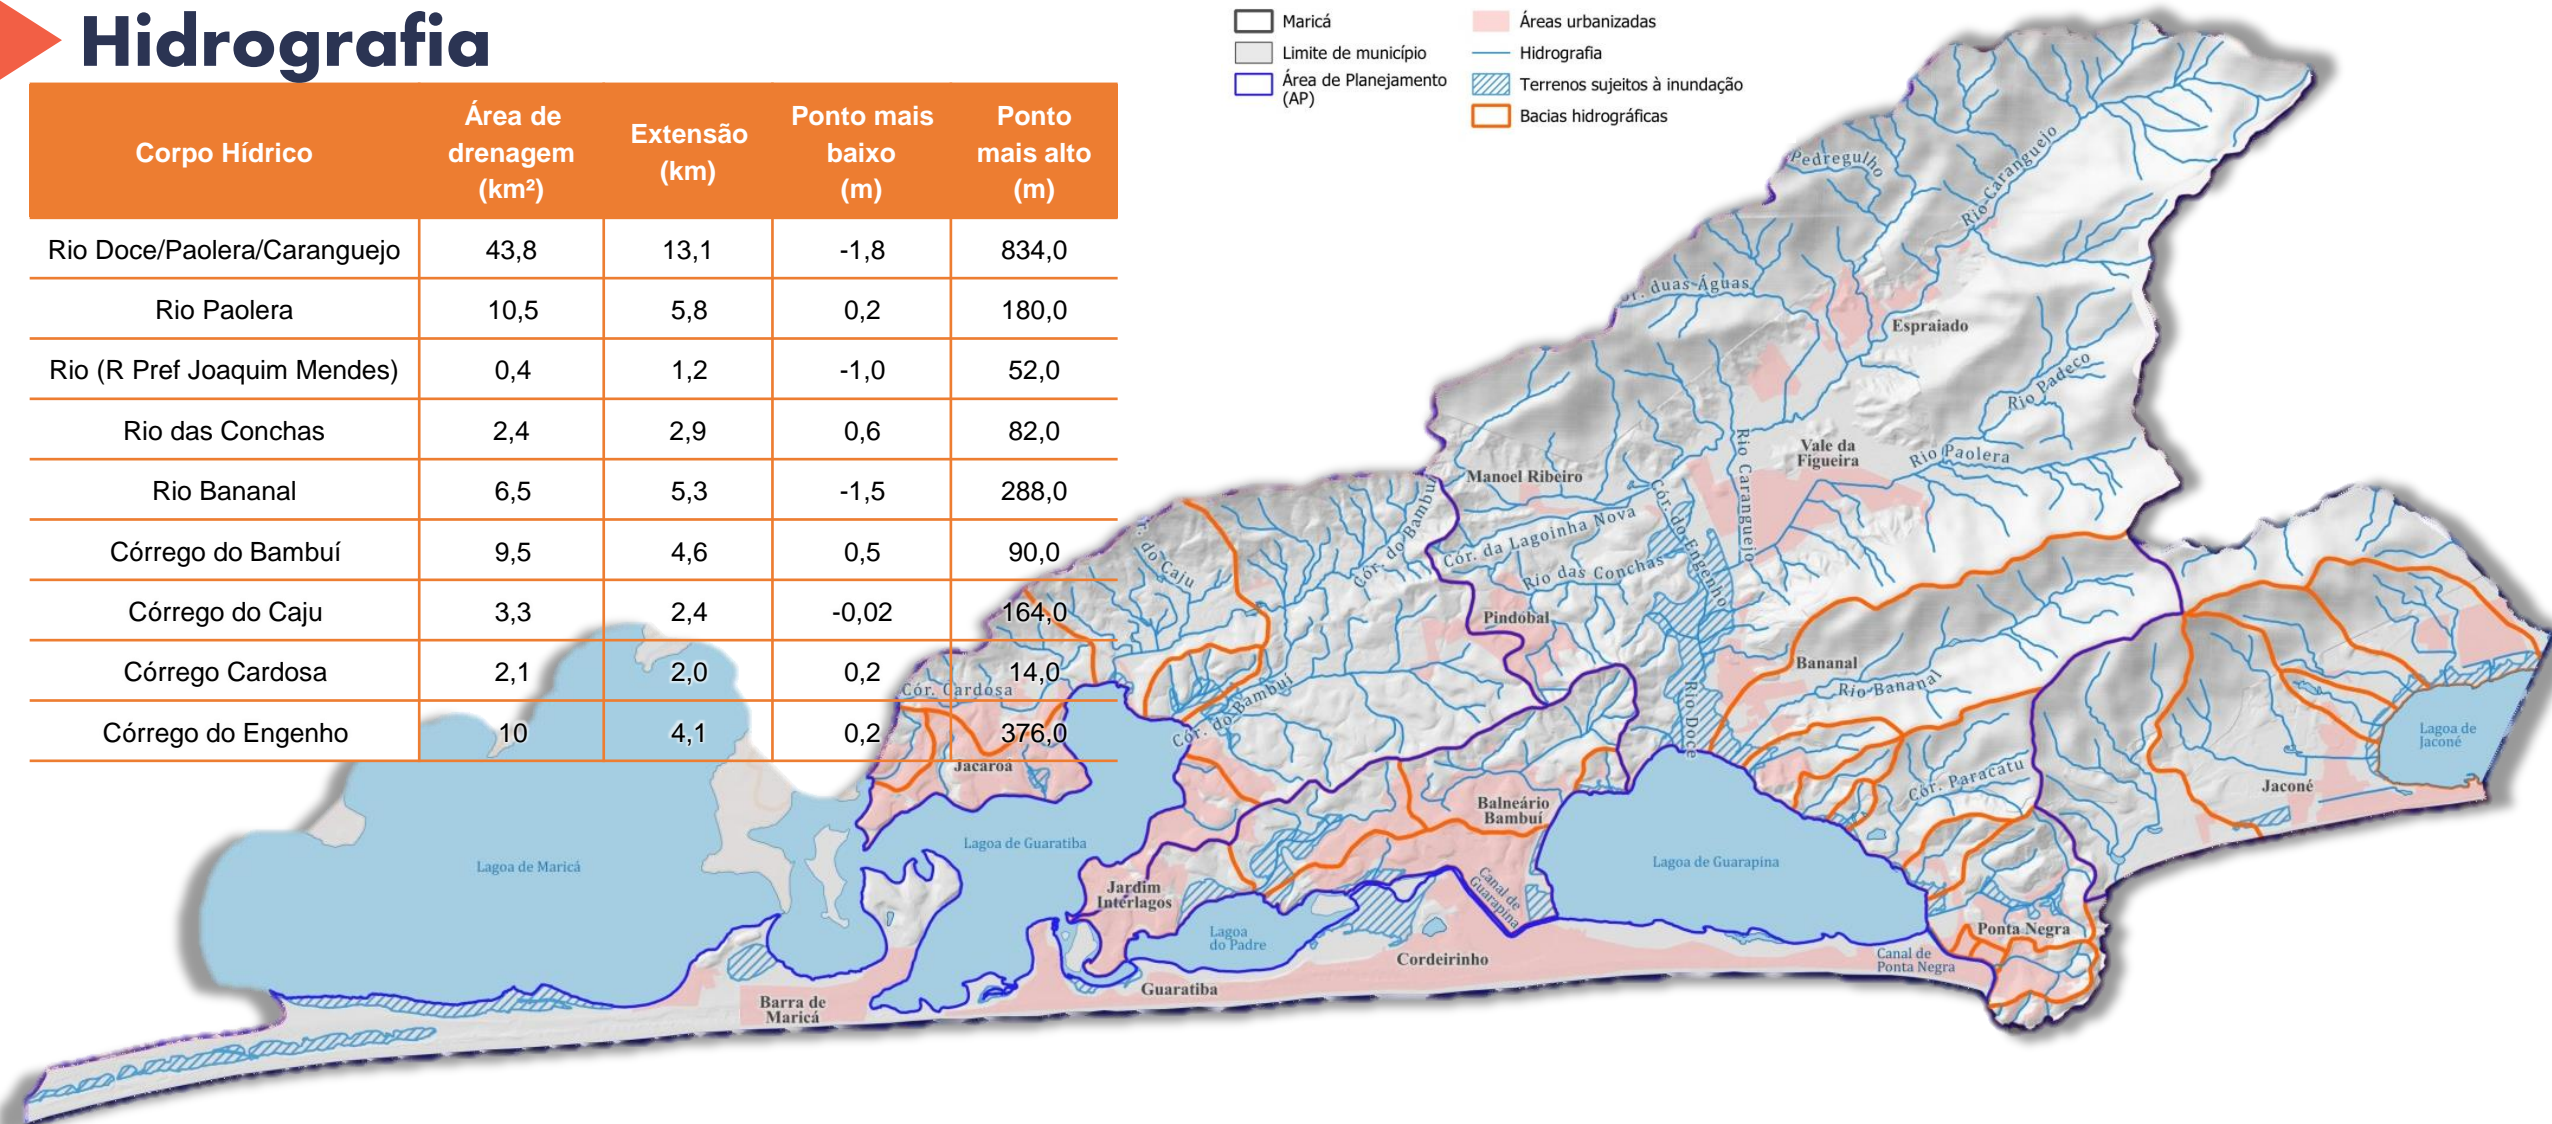 Hidrografia
Corpo Hídrico
Área de
drenagem
(km²)
Extensão
(km)
Ponto mais
baixo
(m)
Ponto
mais alto
(m)
Rio Doce/Paolera/Caranguejo 43,8 13,1 -1,8 834,0
Rio Paolera 10,5 5,8 0,2 180,0
Rio (R Pref Joaquim Mendes) 0,4 1,2 -1,0 52,0
Rio das Conchas 2,4 2,9 0,6 82,0
Rio Bananal 6,5 5,3 -1,5 288,0
Córrego do Bambuí 9,5 4,6 0,5 90,0
Córrego do Caju 3,3 2,4 -0,02 164,0
Córrego Cardosa 2,1 2,0 0,2 14,0
Córrego do Engenho 10 4,1 0,2 376,0
Maricá
Limite de município
Área de Planejamento
(AP)
Áreas urbanizadas
Hidrografia
Terrenos sujeitos à inundação
Bacias hidrográficas
Pedregulho
Rio Caranguejo
duas Águas
Espraiado
Rio Padeco
Rio Caranguejo
Vale da
Figueira
Rio Paolera
Manoel Ribeiro
Cór. do Bambuí
Cór. da Lagoinha Nova
Cór. do Engenho
Rio das Conchas
do Caju
Pindobal
Bananal
Rio Bananal
Rio Doce
Cór. Cardosa
Cór. do Bambuí
Jacaroá
Cór. Paracatu
Lagoa de
Jaconé
Jaconé
Balneário
Bambuí
Lagoa de Maricá
Lagoa de Guaratiba
Lagoa de Guarapina
Jardim
Interlagos
Canal de
Guarapina
Lagoa
do Padre
Ponta Negra
Canal de
Ponta Negra
Cordeirinho
Guaratiba
Barra de
Maricá